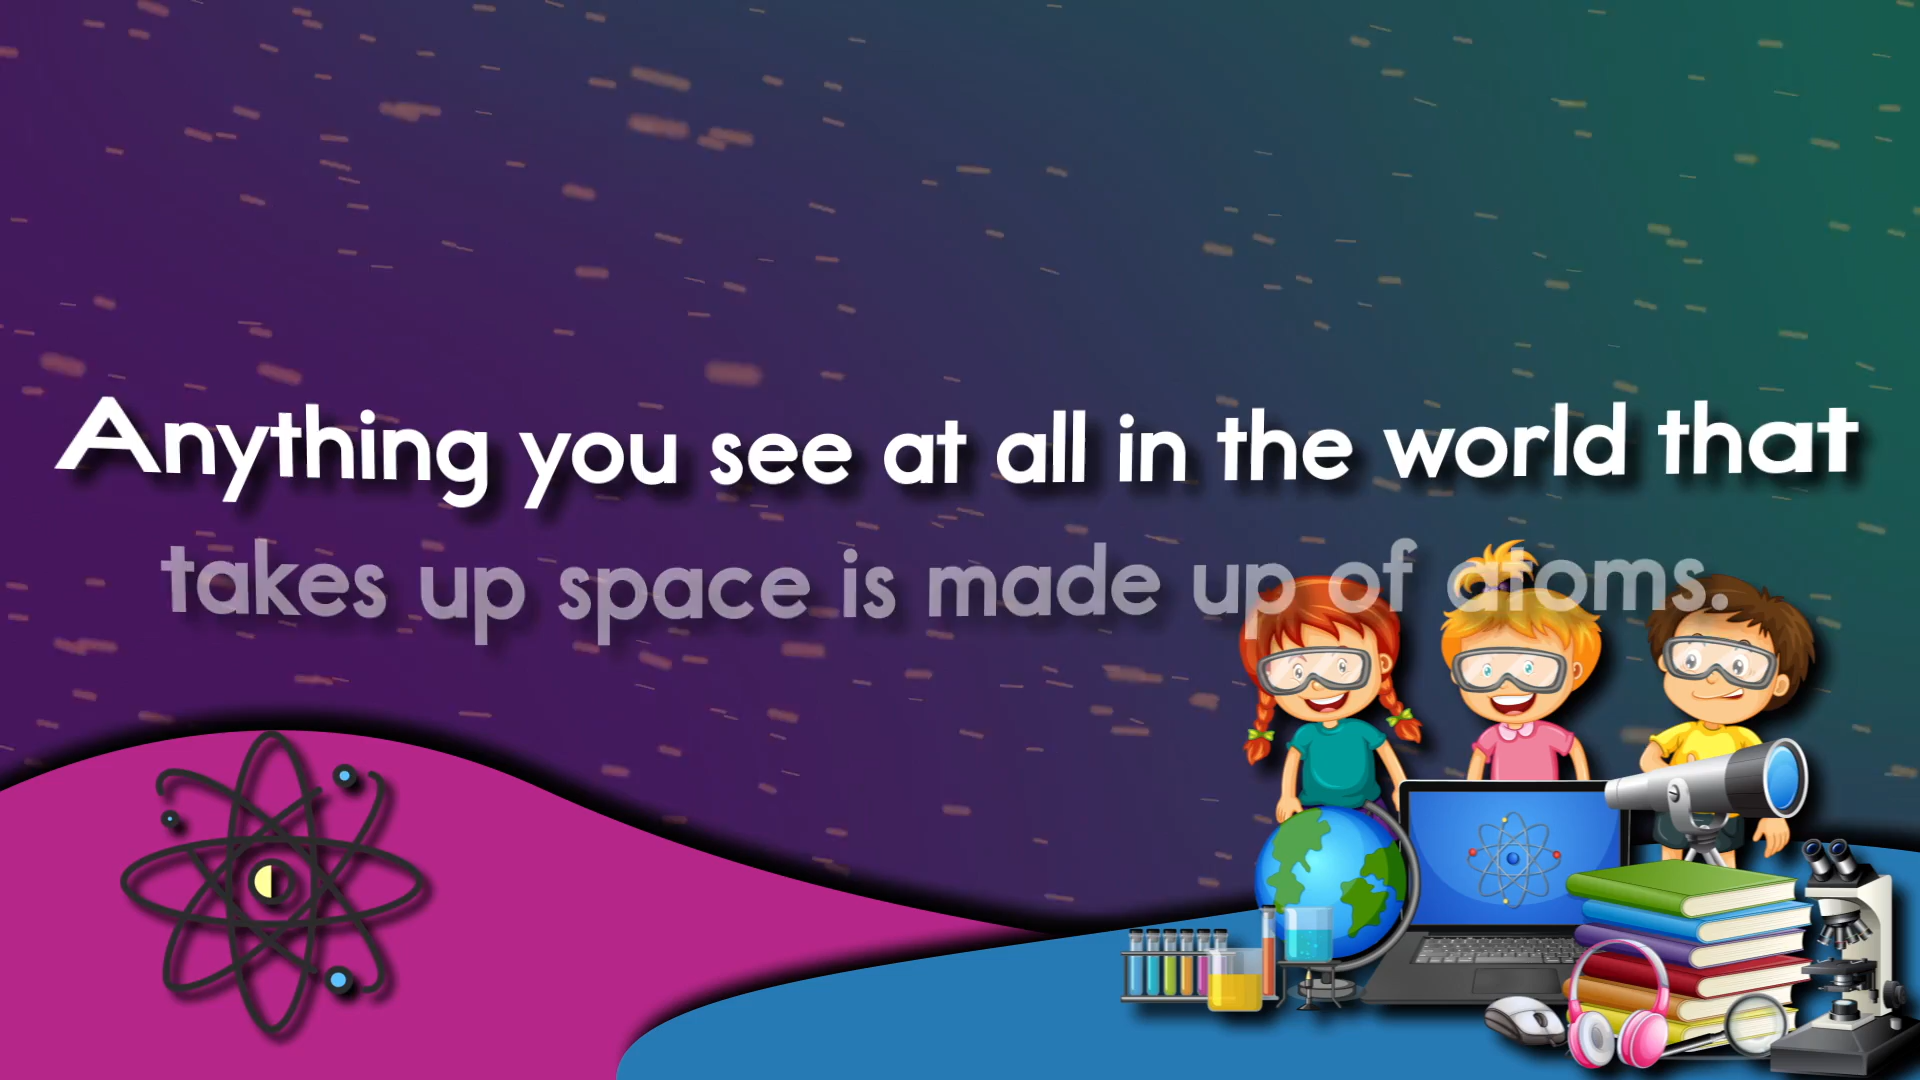 Anything you see at all in the world that
takes up space is made up of atoms.